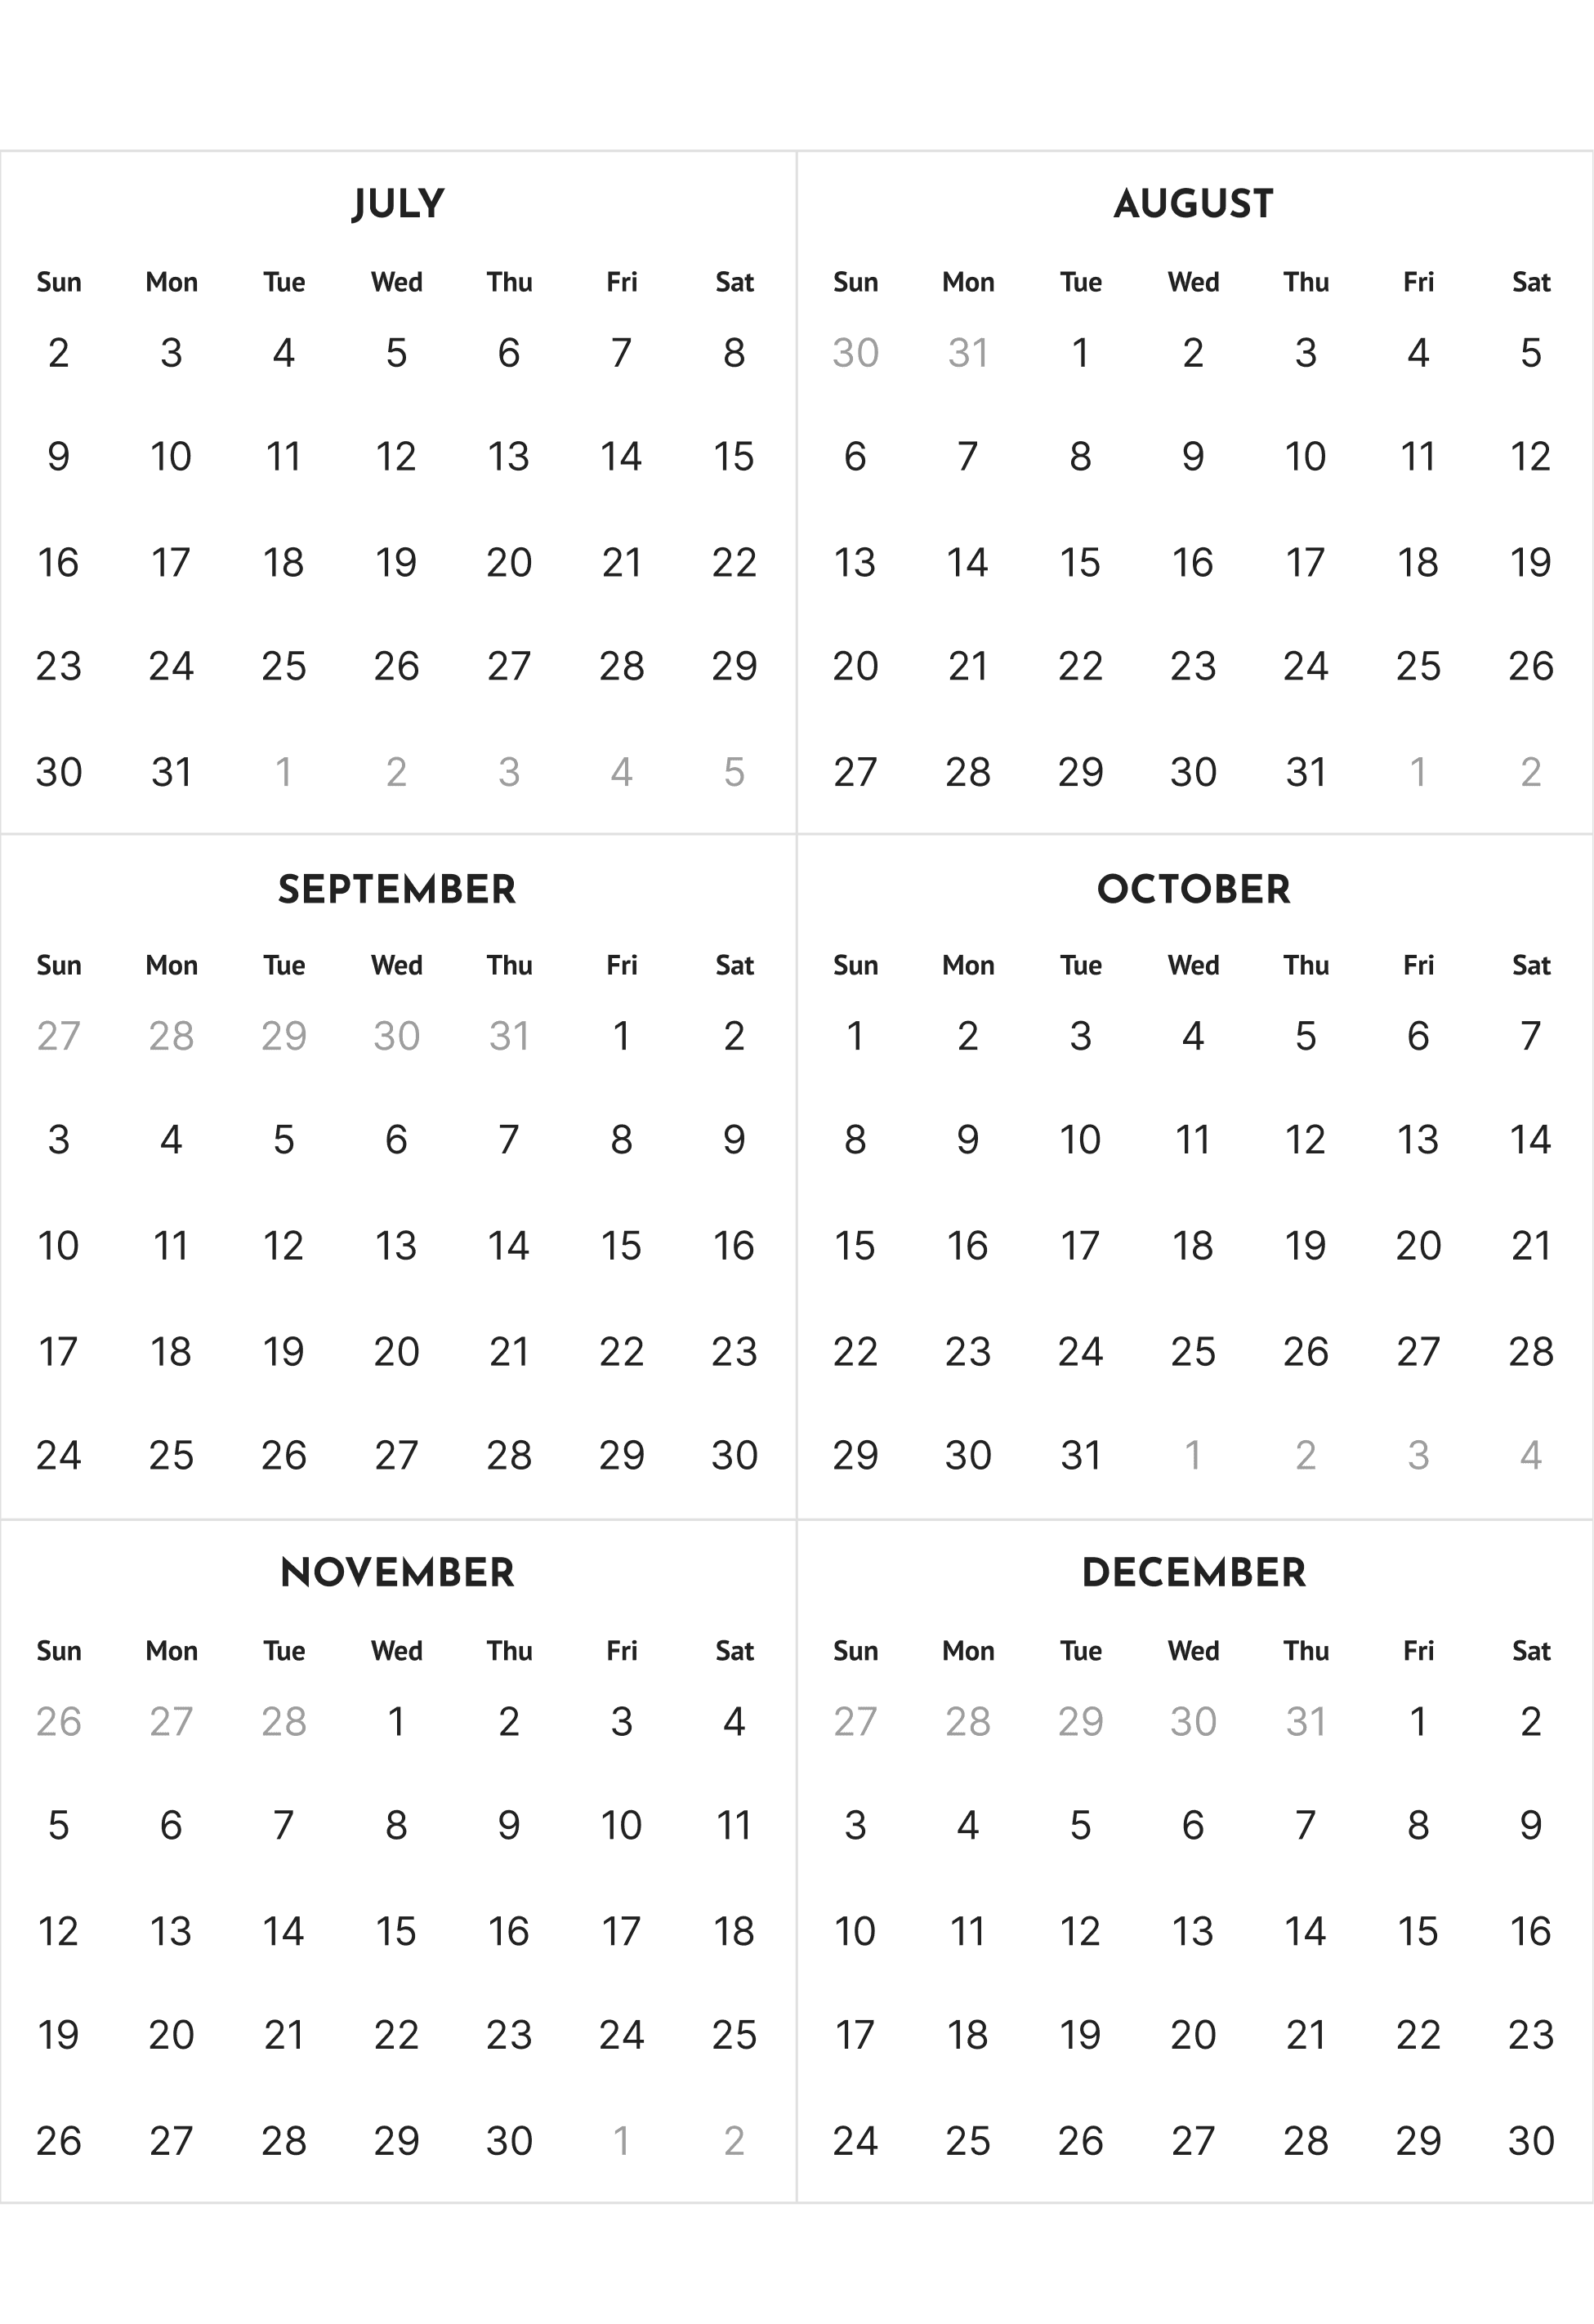 JULY
Sun Mon Tue Wed Thu Fri Sat
2 3 4 5 6 7 8
9 10 11 12 13 14 15
16 17 18 19 20 21 22
23 24 25 26 27 28 29
30 31 1 2 3 4 5
AUGUST
Sun Mon Tue Wed Thu Fri Sat
30 31 1 2 3 4 5
6 7 8 9 10 11 12
13 14 15 16 17 18 19
20 21 22 23 24 25 26
27 28 29 30 31 1 2
SEPTEMBER
Sun Mon Tue Wed Thu Fri Sat
27 28 29 30 31 1 2
3 4 5 6 7 8 9
10 11 12 13 14 15 16
17 18 19 20 21 22 23
24 25 26 27 28 29 30
OCTOBER
Sun Mon Tue Wed Thu Fri Sat
1 2 3 4 5 6 7
8 9 10 11 12 13 14
15 16 17 18 19 20 21
22 23 24 25 26 27 28
29 30 31 1 2 3 4
NOVEMBER
Sun Mon Tue Wed Thu Fri Sat
26 27 28 1 2 3 4
5 6 7 8 9 10 11
12 13 14 15 16 17 18
19 20 21 22 23 24 25
26 27 28 29 30 1 2
DECEMBER
Sun Mon Tue Wed Thu Fri Sat
27 28 29 30 31 1 2
3 4 5 6 7 8 9
10 11 12 13 14 15 16
17 18 19 20 21 22 23
24 25 26 27 28 29 30